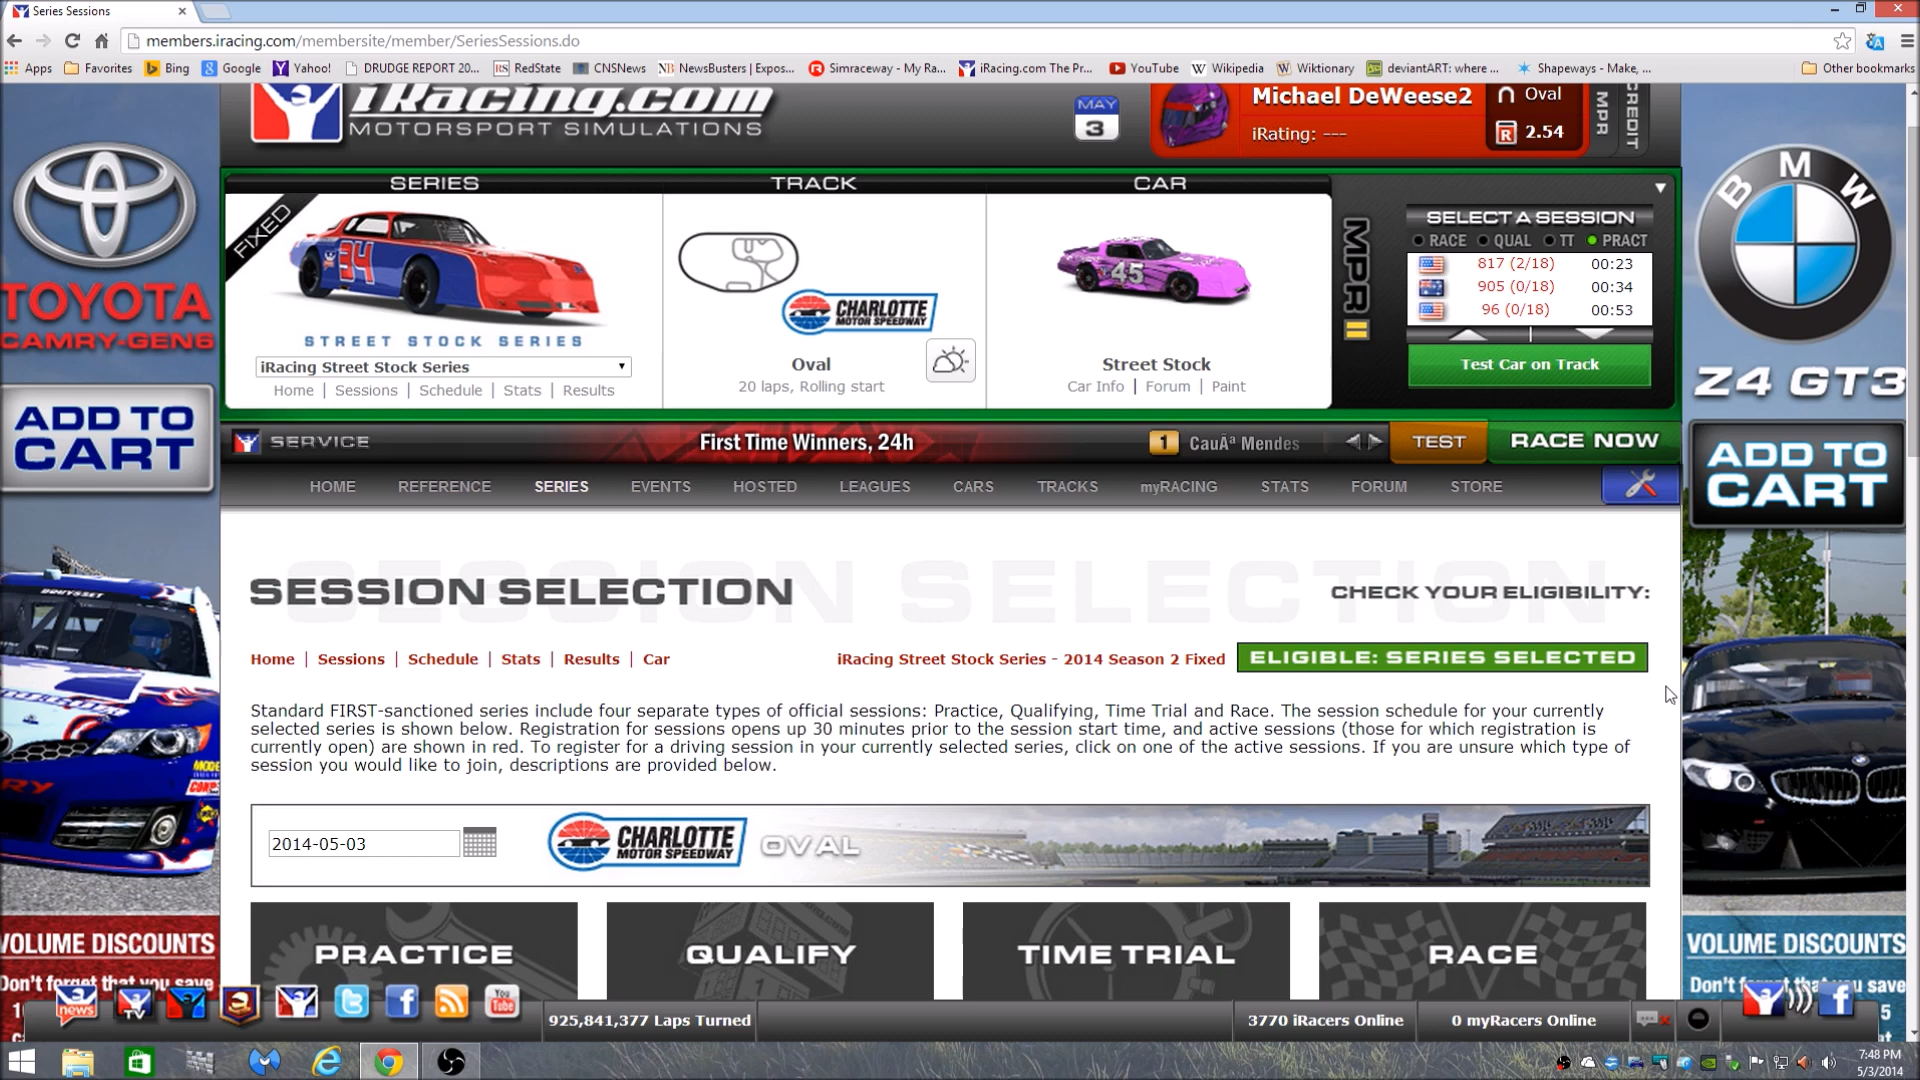 Series Sessions
members.iracing.com/membersite/member/SeriesSessions.do
Apps Favorites Bing Google Yahoo! DRUDGE REPORT 20... RedState CNSNews NewsBusters | Expos... Simraceway - My Ra... iRacing.com The Pr... YouTube Wikipedia Wiktionary deviantART: where ... Shapeways - Make, ... Other bookmarks
iRacing.com
MOTORSPORT SIMULATIONS
MAY
3
Michael DeWeese2
iRating: ---
Oval
R 2.54
MPR
CREDIT
SERIES TRACK CAR
FIXED
34
STREET STOCK SERIES
iRacing Street Stock Series
Home | Sessions | Schedule | Stats | Results
CHARLOTTE
MOTOR SPEEDWAY
Oval
20 laps, Rolling start
45
Street Stock
Car Info | Forum | Paint
MPR
SELECT A SESSION
RACE QUAL TT PRACT
817 (2/18) 00:23
905 (0/18) 00:34
96 (0/18) 00:53
Test Car on Track
SERVICE
First Time Winners, 24h
1 CauÃª Mendes
TEST
RACE NOW
HOME REFERENCE SERIES EVENTS HOSTED LEAGUES CARS TRACKS myRACING STATS FORUM STORE
SESSION SELECTION
SESSION SELECTION
CHECK YOUR ELIGIBILITY:
Home | Sessions | Schedule | Stats | Results | Car
iRacing Street Stock Series - 2014 Season 2 Fixed
ELIGIBLE: SERIES SELECTED
Standard FIRST-sanctioned series include four separate types of official sessions: Practice, Qualifying, Time Trial and Race. The session schedule for your currently
selected series is shown below. Registration for sessions opens up 30 minutes prior to the session start time, and active sessions (those for which registration is
currently open) are shown in red. To register for a driving session in your currently selected series, click on one of the active sessions. If you are unsure which type of
session you would like to join, descriptions are provided below.
2014-05-03
CHARLOTTE
MOTOR SPEEDWAY
OVAL
PRACTICE
QUALIFY
TIME TRIAL
RACE
TOYOTA
CAMRY-GEN6
ADD TO
CART
VOLUME DISCOUNTS
Don't forget that you save
BMW
Z4 GT3
ADD TO
CART
VOLUME DISCOUNTS
Don't forget that you save
5
news
TV
You
Tube
925,841,377 Laps Turned
3770 iRacers Online
0 myRacers Online
7:48 PM
5/3/2014